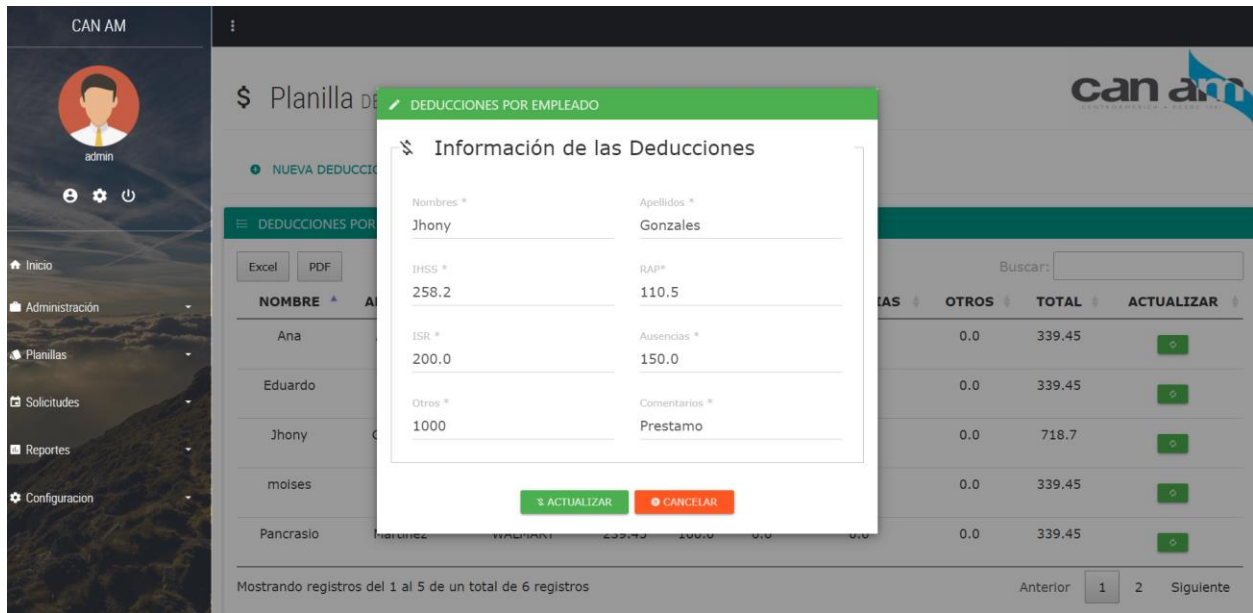 CAN AM
admin
Inicio
Administración
Planillas
Solicitudes
Reportes
Configuracion
$ Planilla DE
can am
CENTROAMERICA • DESDE
NUEVA DEDUCCIO
DEDUCCIONES POR
Excel PDF Buscar:
NOMBRE OTROS TOTAL ACTUALIZAR
Ana 0.0 339.45
Eduardo 0.0 339.45
Jhony 0.0 718.7
moises 0.0 339.45
Pancrasio Martinez WALMART 239.45 100.0 0.0 0.0 0.0 339.45
Mostrando registros del 1 al 5 de un total de 6 registros
Anterior 1 2 Siguiente
DEDUCCIONES POR EMPLEADO
Información de las Deducciones
Nombres * Apellidos *
Jhony Gonzales
IHSS * RAP*
258.2 110.5
ISR * Ausencias *
200.0 150.0
Otros * Comentarios *
1000 Prestamo
ACTUALIZAR CANCELAR